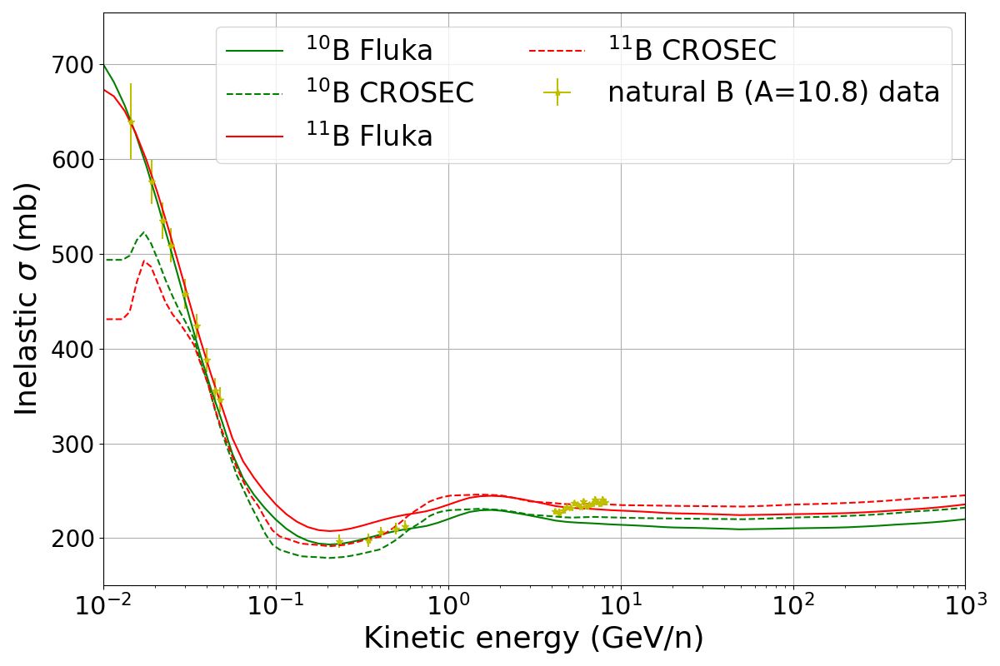 ¹⁰B Fluka
¹⁰B CROSEC
¹¹B Fluka
¹¹B CROSEC
natural B (A=10.8) data
Inelastic σ (mb)
700
600
500
400
300
200
10⁻²
10⁻¹
10⁰
10¹
10²
10³
Kinetic energy (GeV/n)